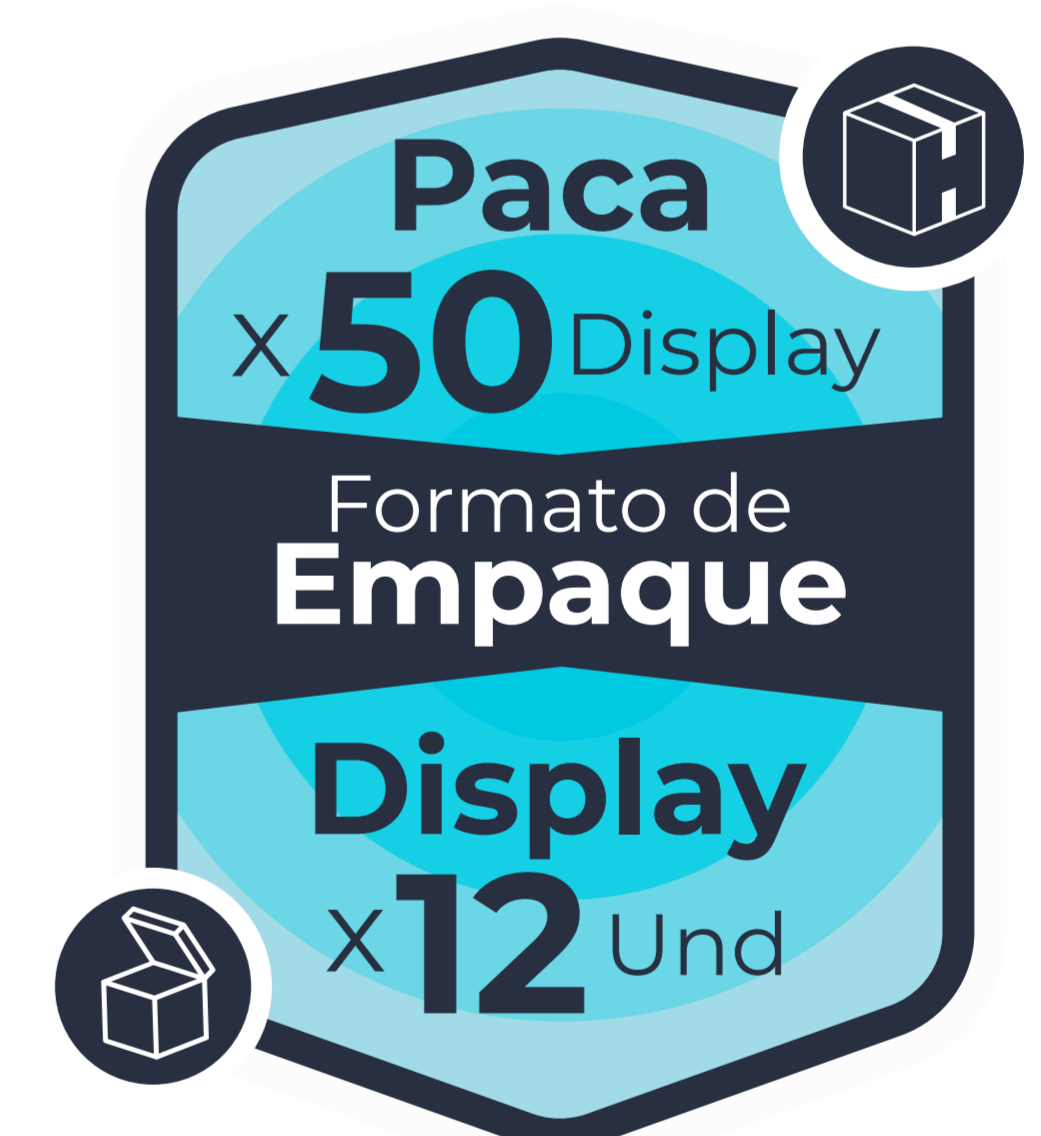 Paca
x 50 Display
Formato de
Empaque
Display
x 12 Und